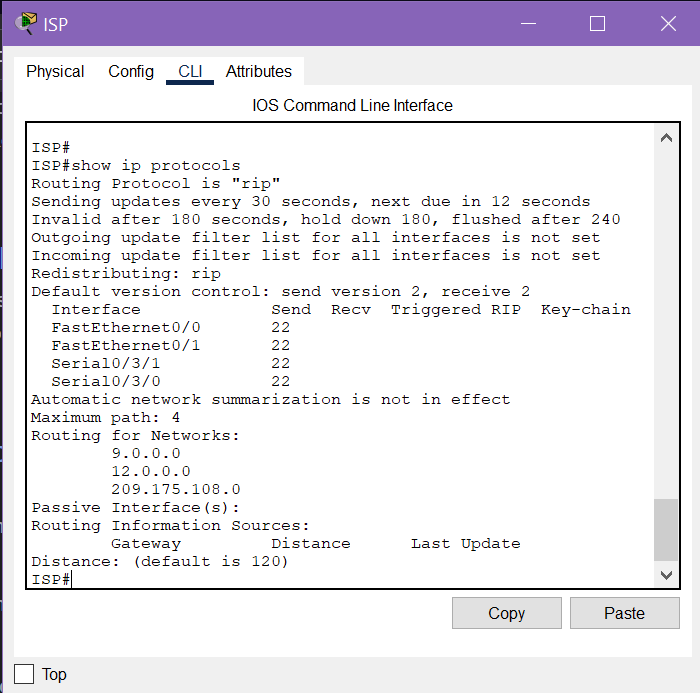 ISP
Physical Config CLI Attributes
IOS Command Line Interface
ISP#
ISP#show ip protocols
Routing Protocol is "rip"
Sending updates every 30 seconds, next due in 12 seconds
Invalid after 180 seconds, hold down 180, flushed after 240
Outgoing update filter list for all interfaces is not set
Incoming update filter list for all interfaces is not set
Redistributing: rip
Default version control: send version 2, receive 2
  Interface             Send  Recv  Triggered RIP  Key-chain
  FastEthernet0/0       22
  FastEthernet0/1       22
  Serial0/3/1           22
  Serial0/3/0           22
Automatic network summarization is not in effect
Maximum path: 4
Routing for Networks:
        9.0.0.0
        12.0.0.0
        209.175.108.0
Passive Interface(s):
Routing Information Sources:
        Gateway         Distance      Last Update
Distance: (default is 120)
ISP#
Copy Paste
Top